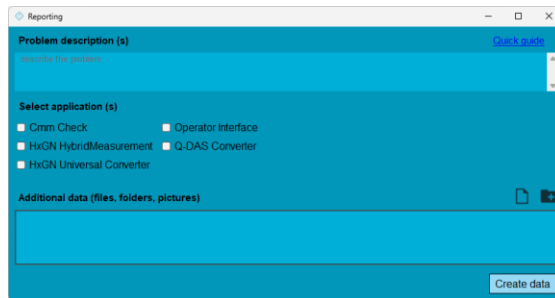 Reporting
Problem description (s)
Quick guide
describe the problem
Select application (s)
Cmm Check
Operator Interface
HxGN HybridMeasurement
Q-DAS Converter
HxGN Universal Converter
Additional data (files, folders, pictures)
Create data